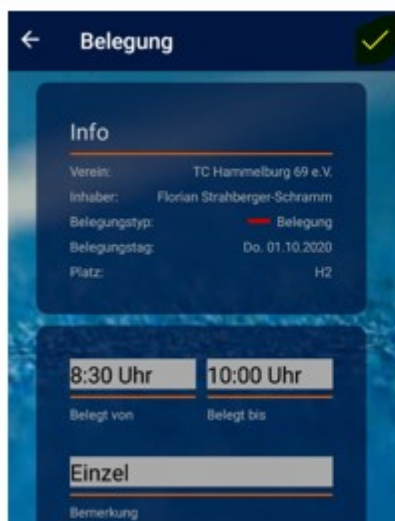 Belegung
Info
Verein: TC Hammelburg 69 e.V.
Inhaber: Florian Strahberger-Schramm
Belegungstyp: Belegung
Belegungstag: Do. 01.10.2020
Platz: H2
8:30 Uhr 10:00 Uhr
Belegt von Belegt bis
Einzel
Bemerkung